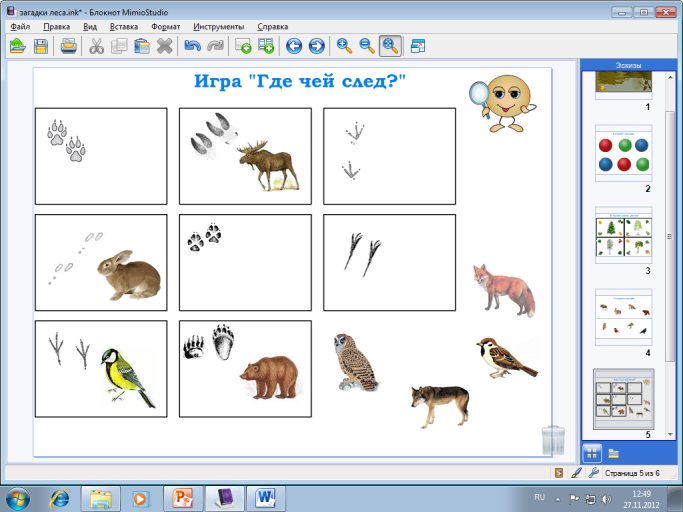 загадки леса.ink* - Блокнот MimioStudio
Файл Правка Вид Вставка Формат Инструменты Справка
Эскизы
Игра "Где чей след?"
1
2
3
4
5
Страница 5 из 6
RU
12:49
27.11.2012